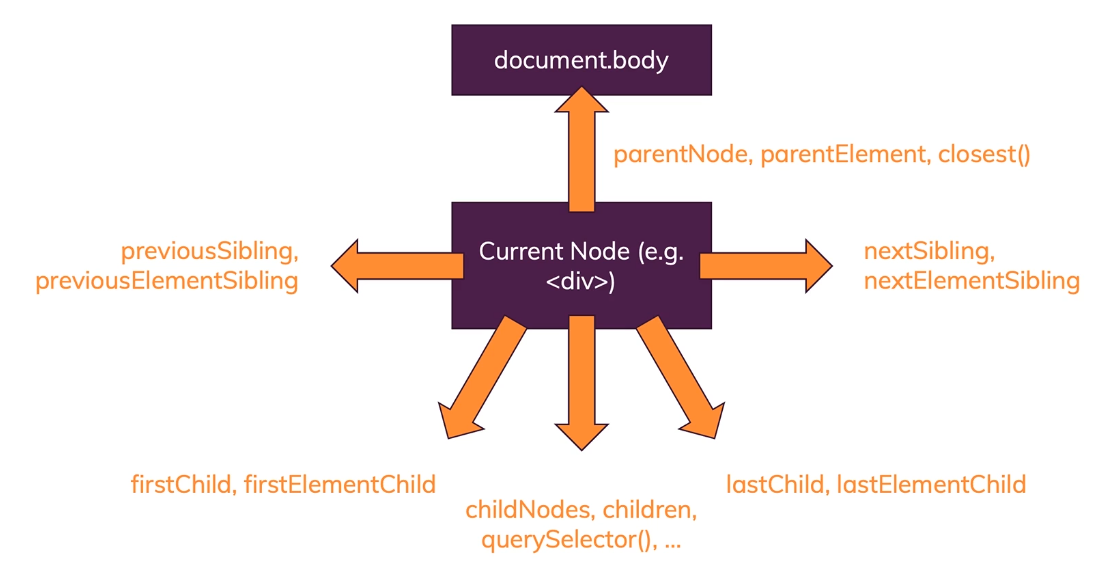 document.body
parentNode, parentElement, closest()
previousSibling,
previousElementSibling
Current Node (e.g.
<div>)
nextSibling,
nextElementSibling
firstChild, firstElementChild
childNodes, children,
querySelector(), ...
lastChild, lastElementChild